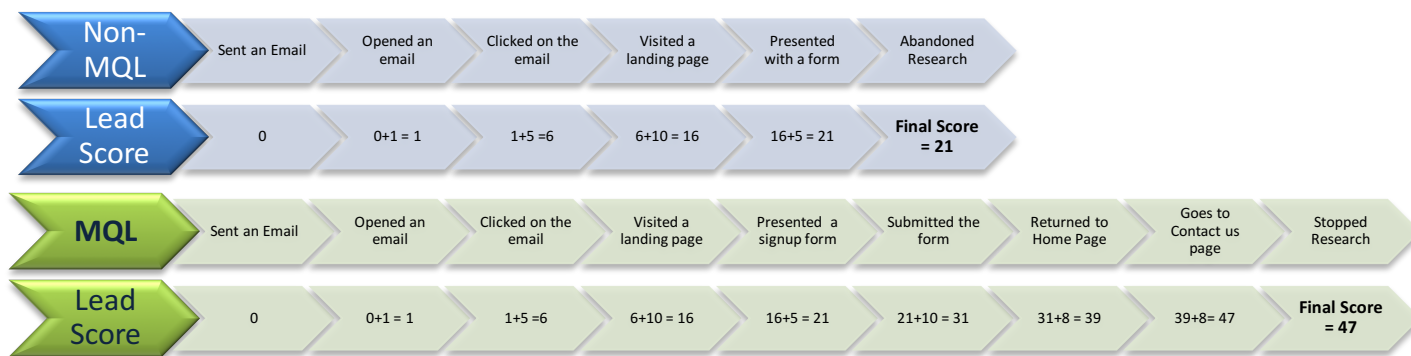 Non-
MQL
Sent an Email
Opened an
email
Clicked on the
email
Visited a
landing page
Presented
with a form
Abandoned
Research
Lead
Score
0
0+1 = 1
1+5 =6
6+10 = 16
16+5 = 21
Final Score
= 21
MQL
Sent an Email
Opened an
email
Clicked on the
email
Visited a
landing page
Presented a
signup form
Submitted the
form
Returned to
Home Page
Goes to
Contact us
page
Stopped
Research
Lead
Score
0
0+1 = 1
1+5 =6
6+10 = 16
16+5 = 21
21+10 = 31
31+8 = 39
39+8= 47
Final Score
= 47